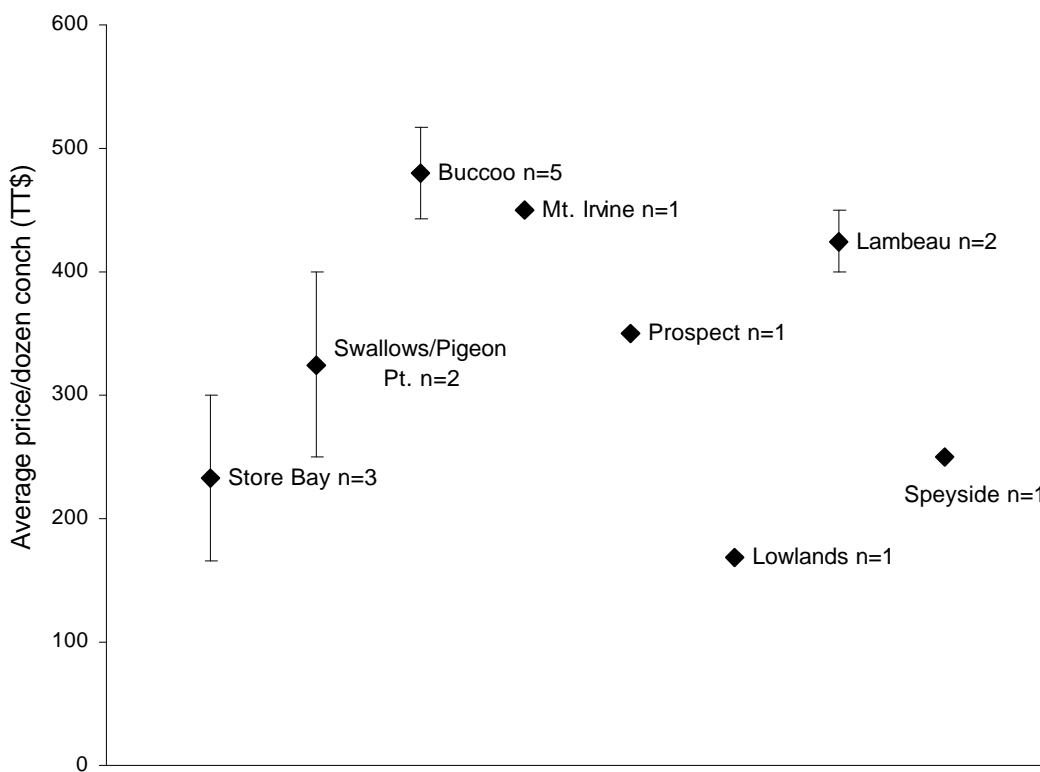 600
500
400
300
200
100
0
Average price/dozen conch (TT$)
Buccoo n=5
Mt. Irvine n=1
Lambeau n=2
Prospect n=1
Swallows/Pigeon
Pt. n=2
Store Bay n=3
Speyside n=1
Lowlands n=1